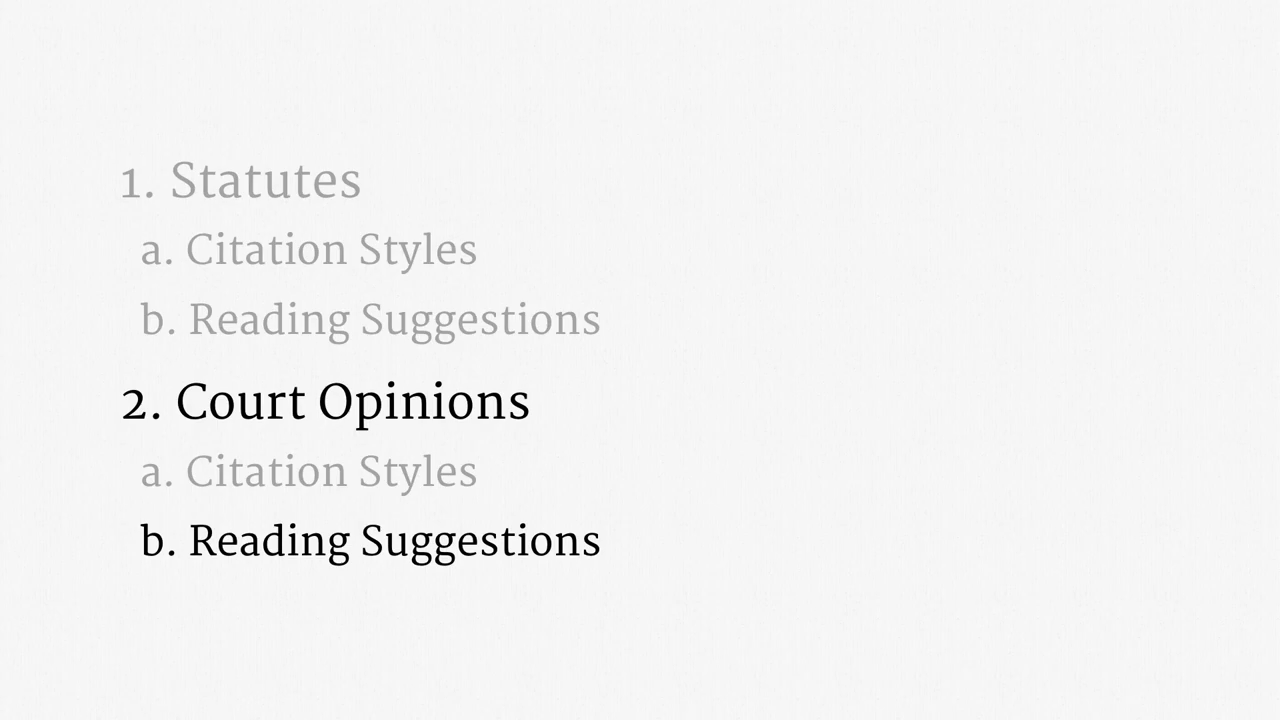 1. Statutes
a. Citation Styles
b. Reading Suggestions
2. Court Opinions
a. Citation Styles
b. Reading Suggestions